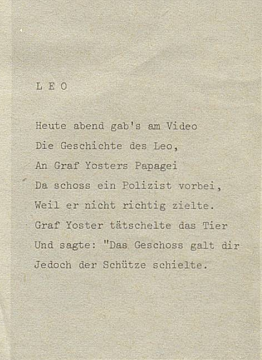 L E O
Heute abend gab's am Video
Die Geschichte des Leo,
An Graf Yosters Papagei
Da schoss ein Polizist vorbei,
Weil er nicht richtig zielte.
Graf Yoster tätschelte das Tier
Und sagte: "Das Geschoss galt dir
Jedoch der Schütze schielte.